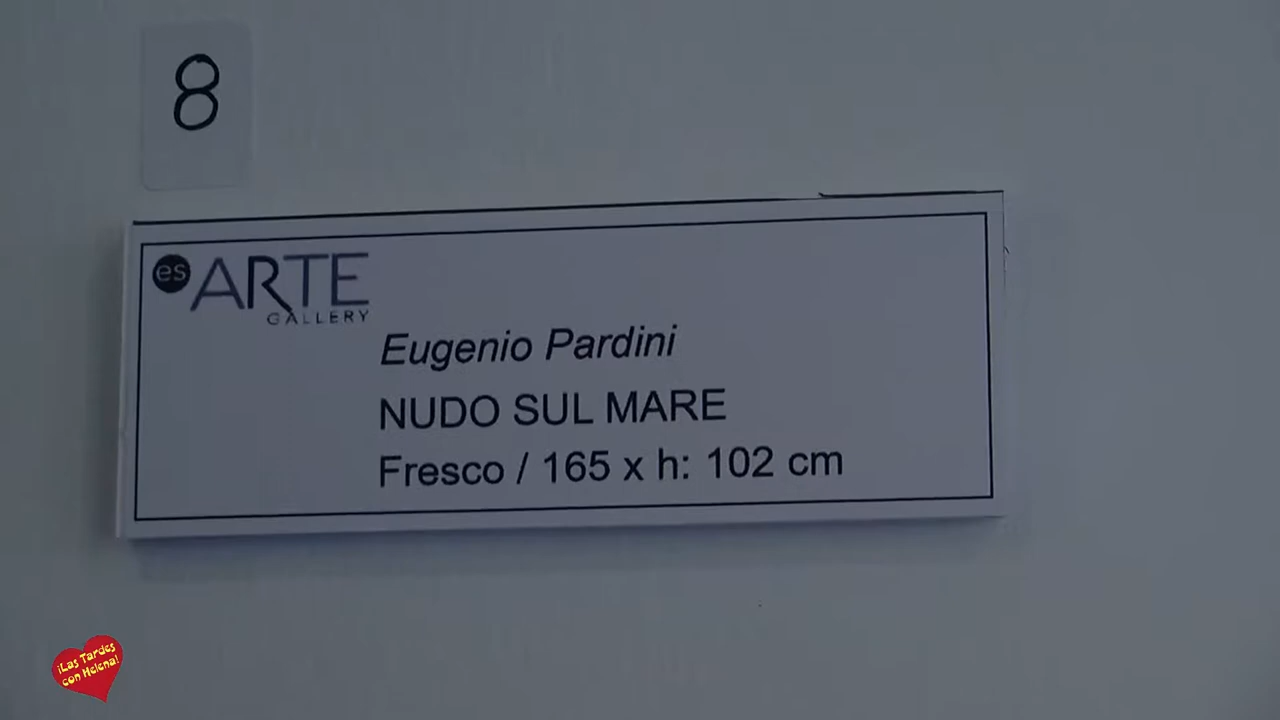 8
es ARTE
GALLERY
Eugenio Pardini
NUDO SUL MARE
Fresco / 165 x h: 102 cm
¡Las Tardes
con Helena!